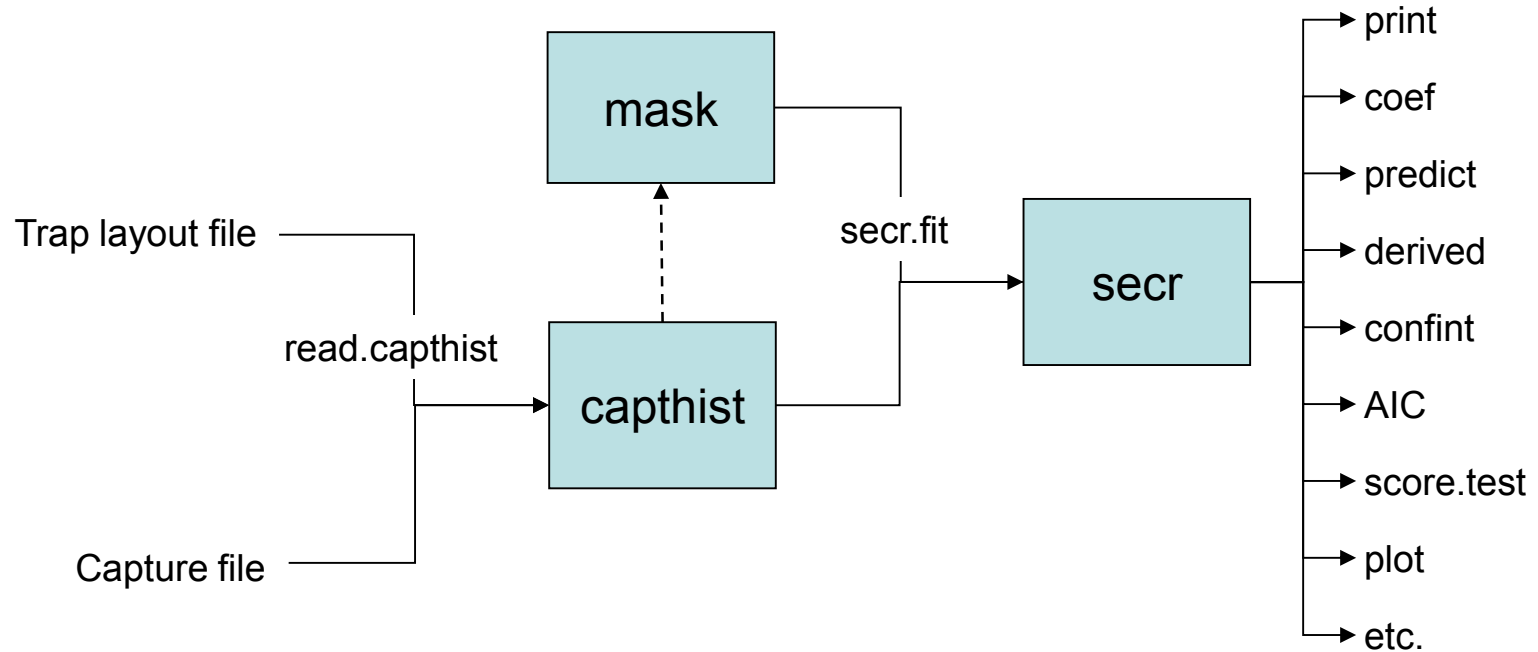 Trap layout file
Capture file
read.capthist
mask
capthist
secr.fit
secr
print
coef
predict
derived
confint
AIC
score.test
plot
etc.